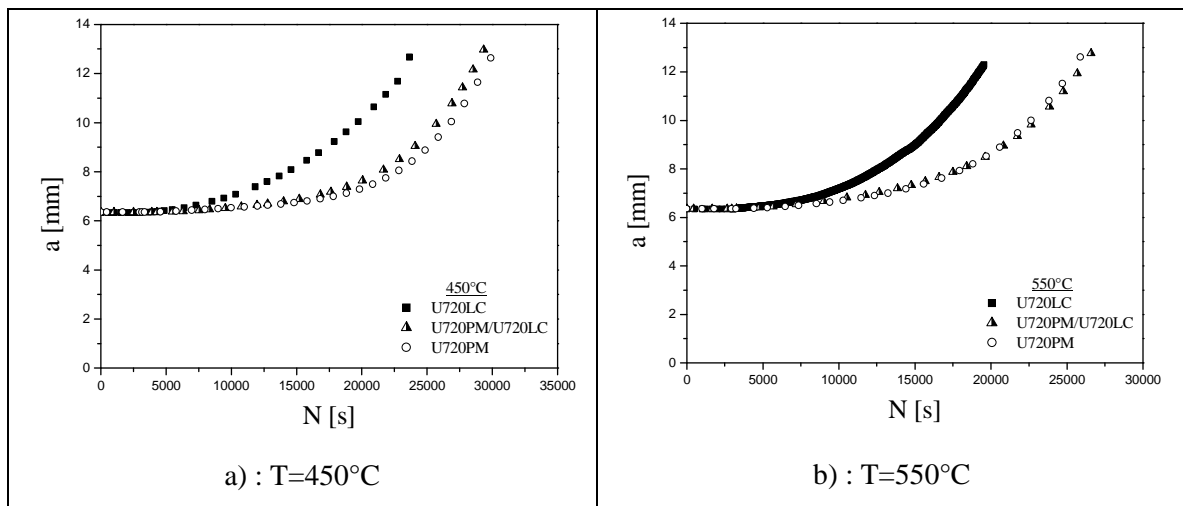 14
12
10
8
6
4
2
0
a [mm]
450°C
U720LC
U720PM/U720LC
U720PM
0 5000 10000 15000 20000 25000 30000 35000
N [s]
a) : T=450°C
14
12
10
8
6
4
2
0
a [mm]
550°C
U720LC
U720PM/U720LC
U720PM
0 5000 10000 15000 20000 25000 30000
N [s]
b) : T=550°C